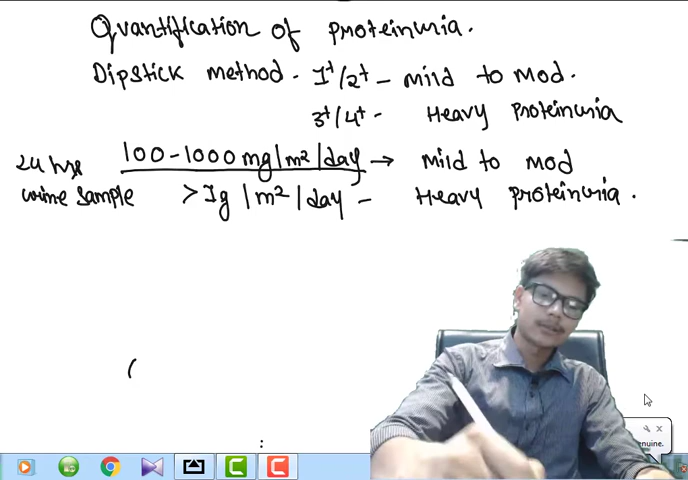 Quantification of proteinuria.
Dipstick method - 1+/2+ - mild to mod.
3+/4+ - Heavy proteinuria
24 hrs urine sample 100-1000 mg/m²/day → mild to mod
>1g/m²/day - Heavy proteinuria.
(
enuine.